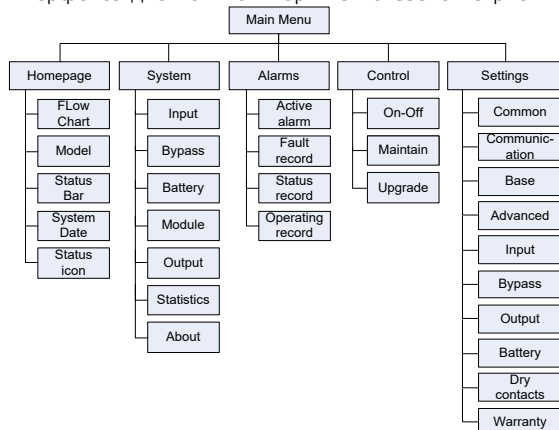 Main Menu
Homepage
System
Alarms
Control
Settings
FLow
Chart
Model
Status
Bar
System
Date
Status
icon
Input
Bypass
Battery
Module
Output
Statistics
About
Active
alarm
Fault
record
Status
record
Operating
record
On-Off
Maintain
Upgrade
Common
Communic-
ation
Base
Advanced
Input
Bypass
Output
Battery
Dry
contacts
Warranty